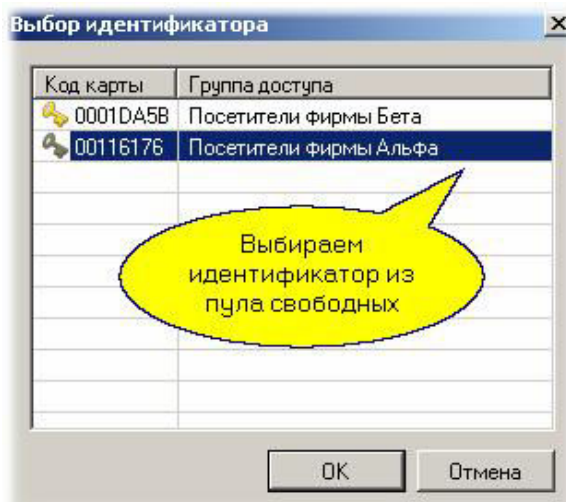 Выбор идентификатора
Код карты Группа доступа
0001DA5B Посетители фирмы Бета
00116176 Посетители фирмы Альфа
Выбираем
идентификатор из
пула свободных
OK Отмена